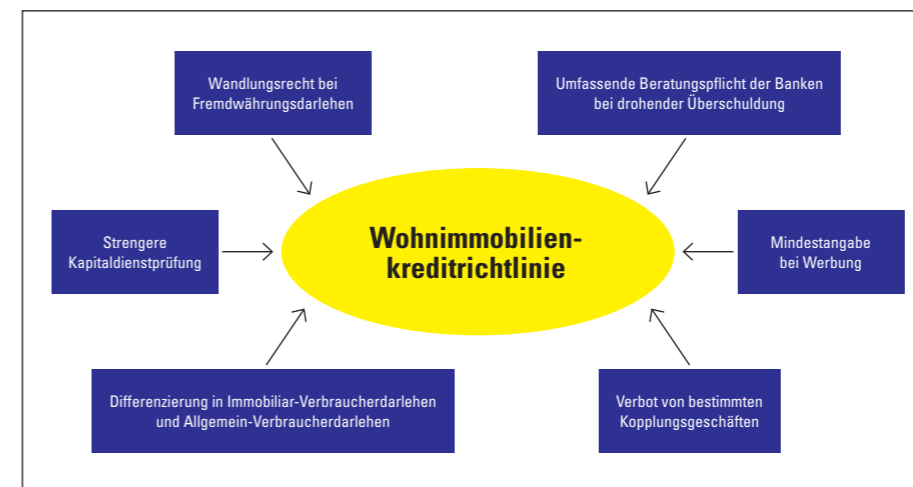 Wandlungsrecht bei
Fremdwährungsdarlehen
Umfassende Beratungspflicht der Banken
bei drohender Überschuldung
Strengere
Kapitaldienstprüfung
Wohnimmobilien-
kreditrichtlinie
Mindestangabe
bei Werbung
Differenzierung in Immobiliar-Verbraucherdarlehen
und Allgemein-Verbraucherdarlehen
Verbot von bestimmten
Kopplungsgeschäften